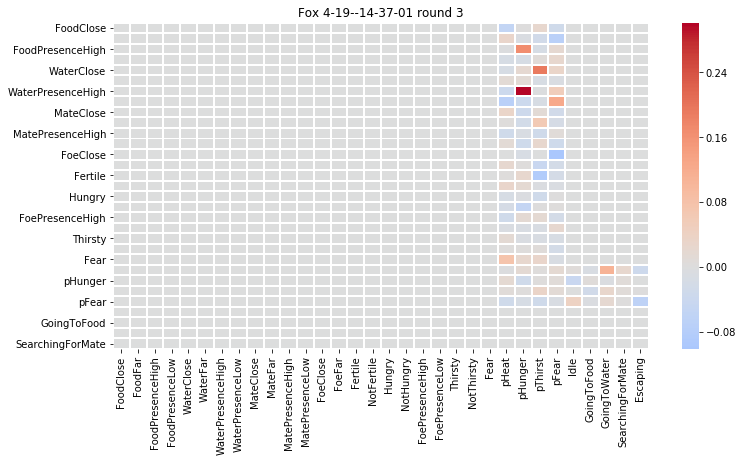 Fox 4-19--14-37-01 round 3
FoodClose
FoodPresenceHigh
WaterClose
WaterPresenceHigh
MateClose
MatePresenceHigh
FoeClose
Fertile
Hungry
FoePresenceHigh
Thirsty
Fear
pHunger
pFear
GoingToFood
SearchingForMate
FoodClose
FoodFar
FoodPresenceHigh
FoodPresenceLow
WaterClose
WaterFar
WaterPresenceHigh
WaterPresenceLow
MateClose
MateFar
MatePresenceHigh
MatePresenceLow
FoeClose
FoeFar
Fertile
NotFertile
Hungry
NotHungry
FoePresenceHigh
FoePresenceLow
Thirsty
NotThirsty
Fear
pHeat
pHunger
pThirst
pFear
Idle
GoingToFood
GoingToWater
SearchingForMate
Escaping
0.24
0.16
0.08
0.00
−0.08